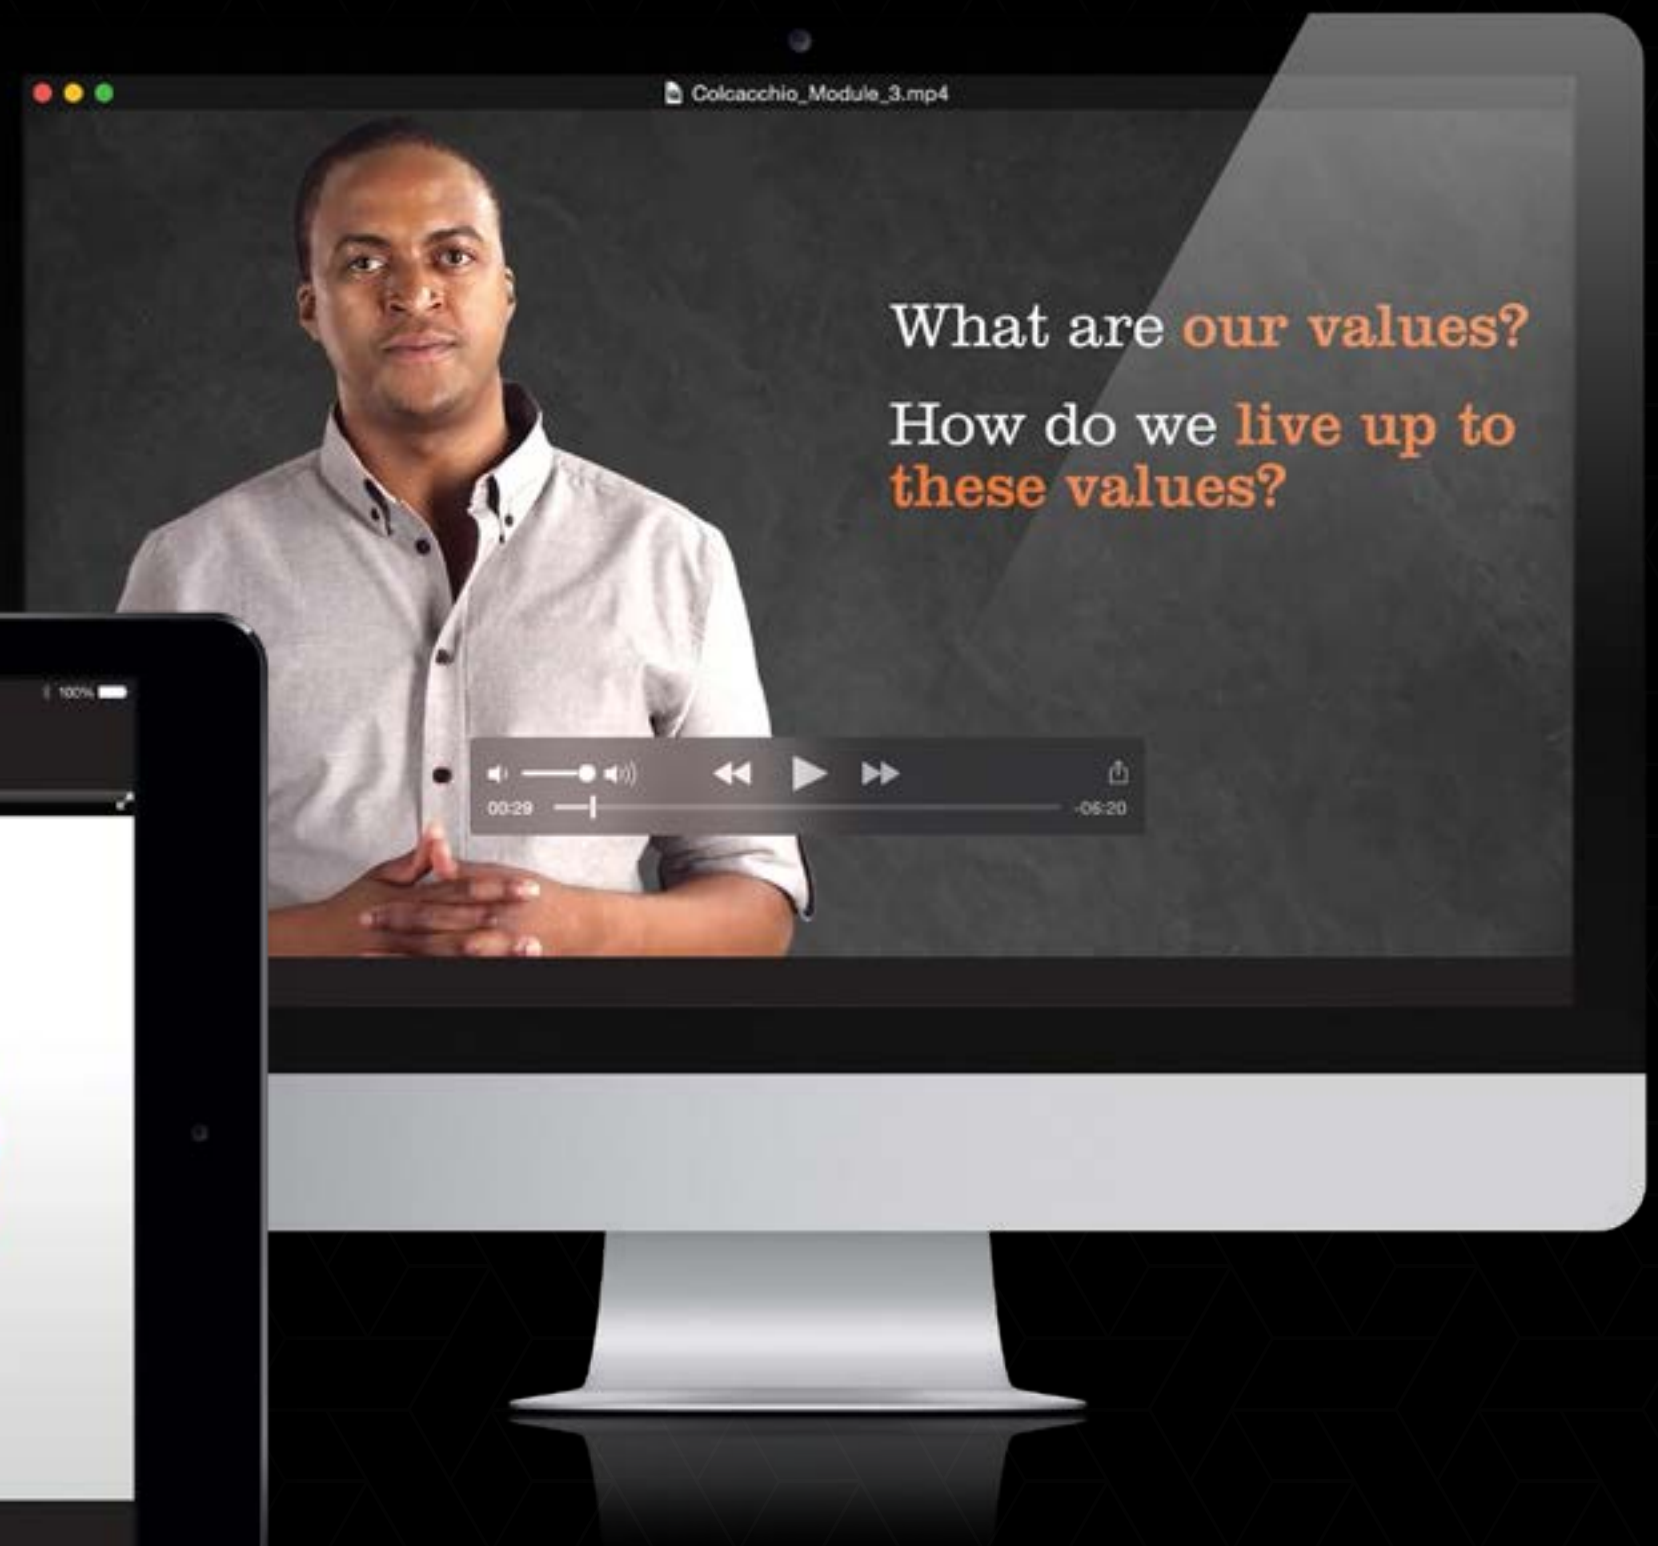 Colcacchio_Module_3.mp4
What are our values?
How do we live up to
these values?
100%
00:29
-06:20